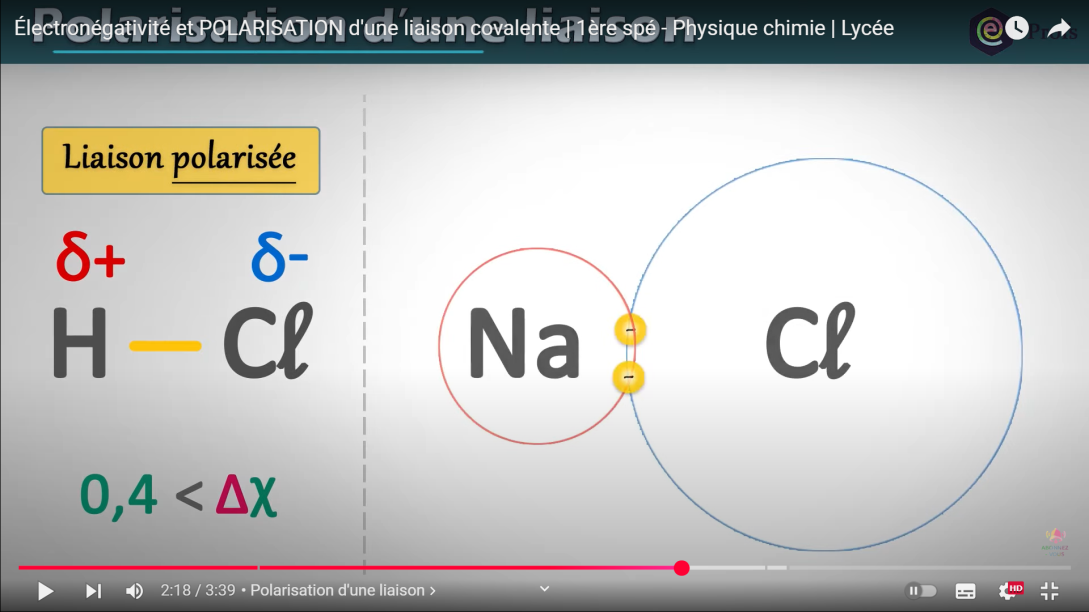 Polarisation d'une liaison
Électronégativité et POLARISATION d'une liaison covalente | 1ère spé - Physique chimie | Lycée
Liaison polarisée
δ+ δ-
H — Cℓ
0,4 < Δχ
Na - - Cℓ
2:18 / 3:39 • Polarisation d'une liaison >
HD